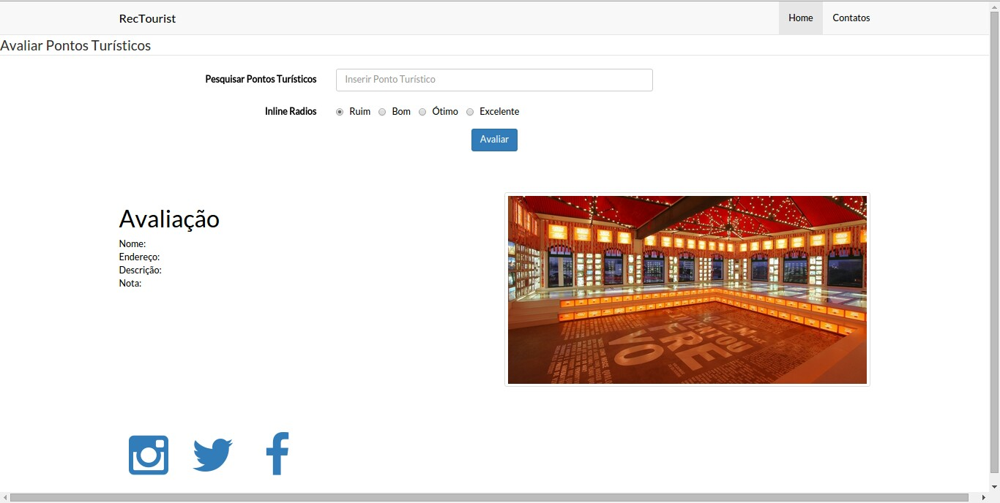 RecTourist
Home
Contatos
Avaliar Pontos Turísticos
Pesquisar Pontos Turísticos
Inserir Ponto Turístico
Inline Radios
Ruim
Bom
Ótimo
Excelente
Avaliar
Avaliação
Nome:
Endereço:
Descrição:
Nota:
FRE
VO